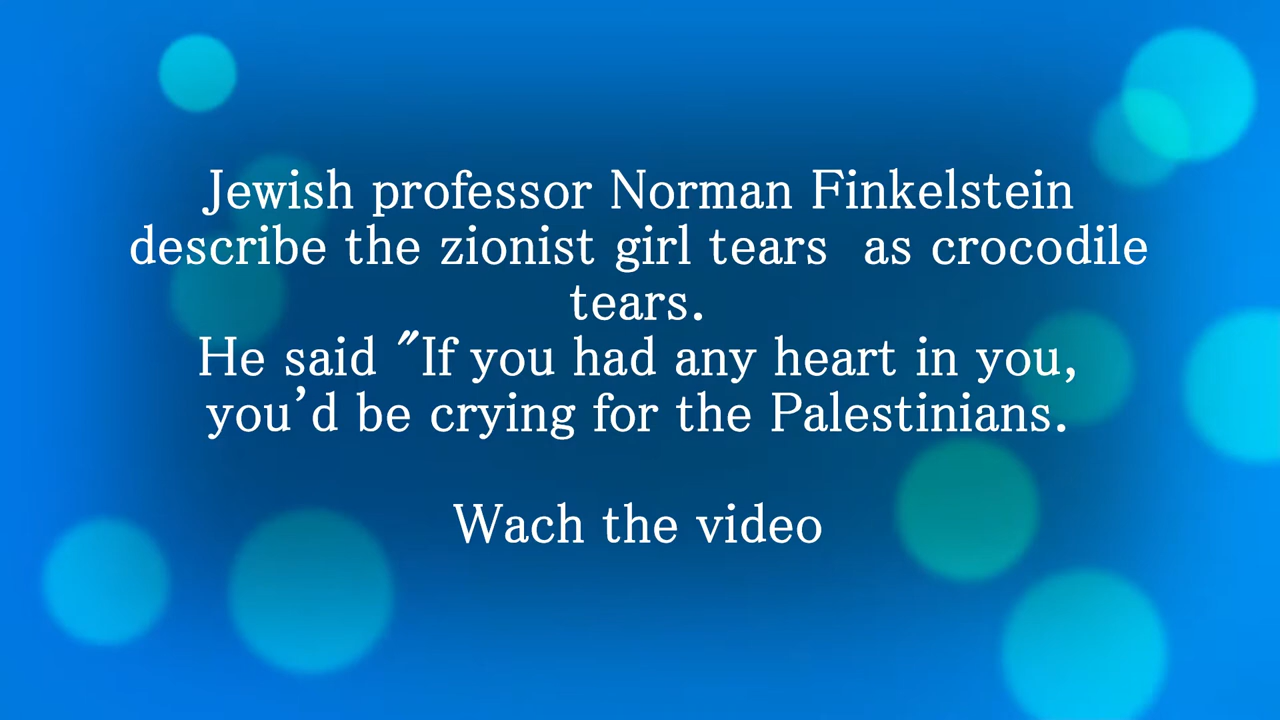 Jewish professor Norman Finkelstein
describe the zionist girl tears  as crocodile
tears.
He said "If you had any heart in you,
you'd be crying for the Palestinians.
Wach the video